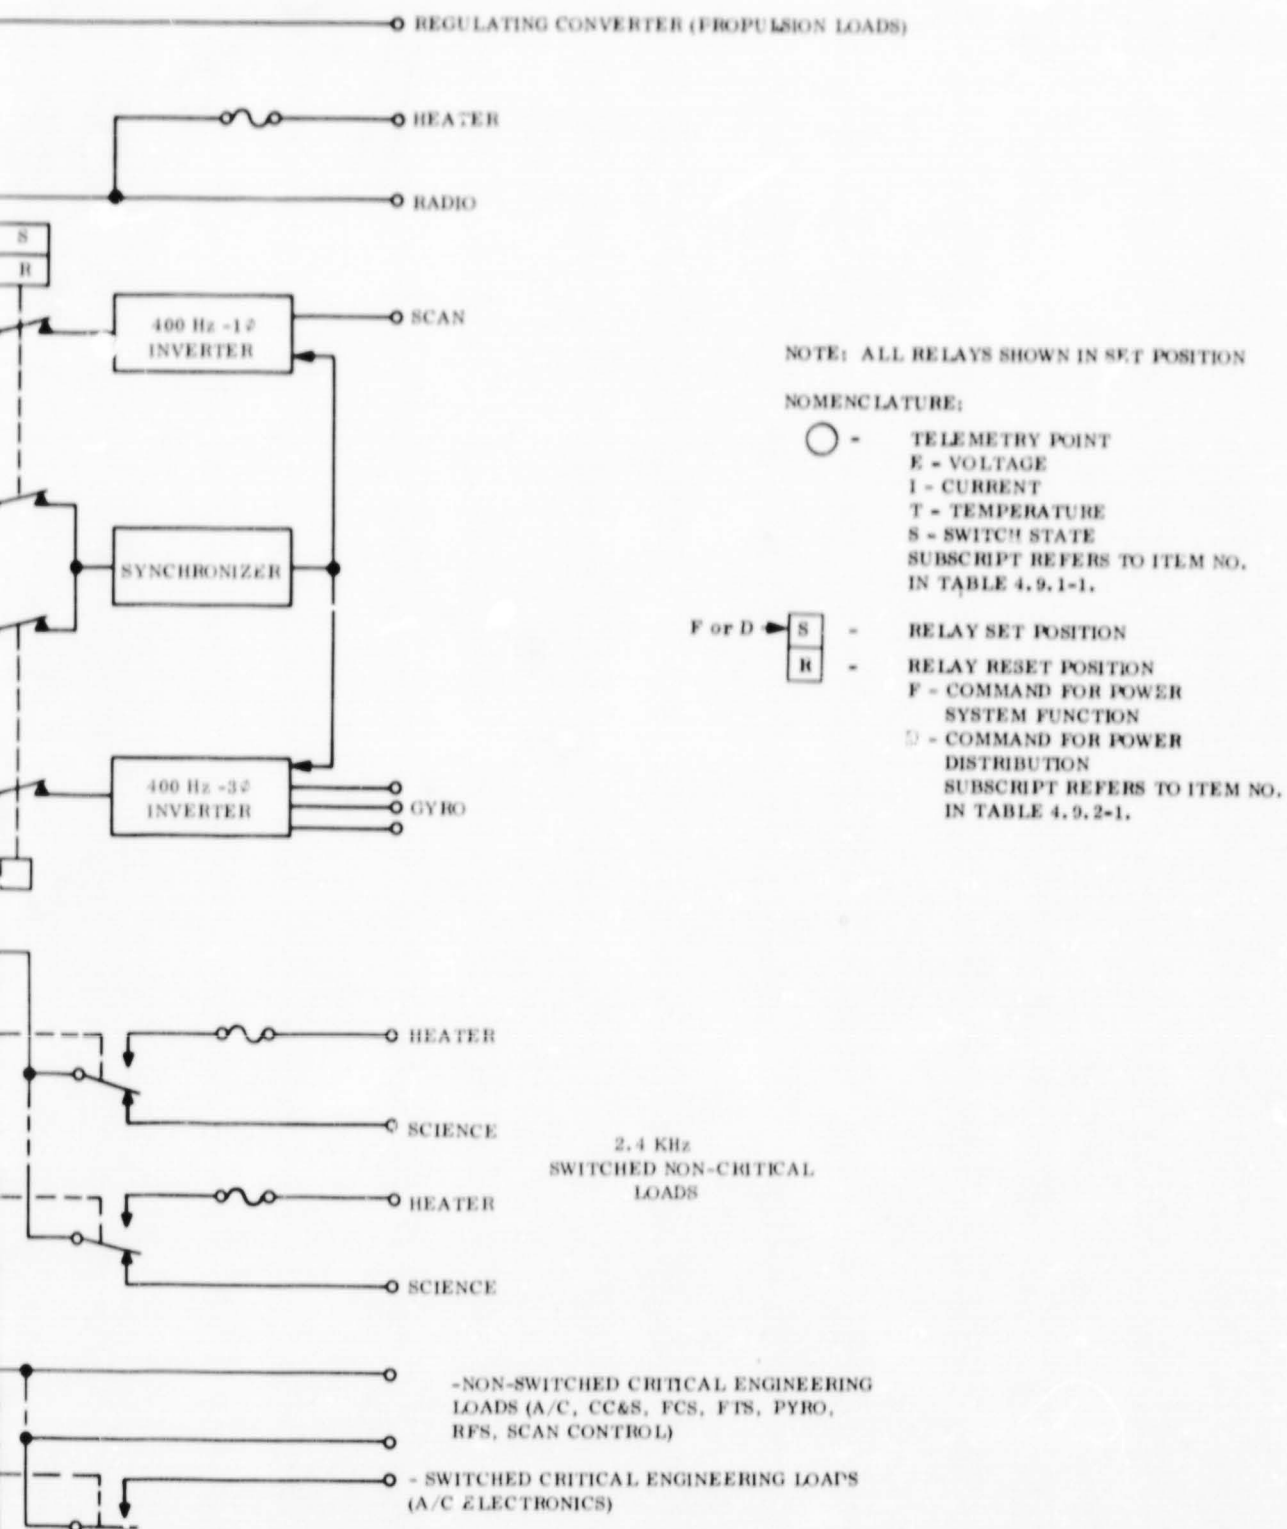 REGULATING CONVERTER (PROPULSION LOADS)
HEATER
RADIO
S
R
400 Hz -1ø
INVERTER
SCAN
SYNCHRONIZER
400 Hz -3ø
INVERTER
GYRO
NOTE: ALL RELAYS SHOWN IN SET POSITION
NOMENCLATURE:
- TELEMETRY POINT
E - VOLTAGE
I - CURRENT
T - TEMPERATURE
S - SWITCH STATE
SUBSCRIPT REFERS TO ITEM NO.
IN TABLE 4.9.1-1.
F or D S - RELAY SET POSITION
R - RELAY RESET POSITION
F - COMMAND FOR POWER
SYSTEM FUNCTION
D - COMMAND FOR POWER
DISTRIBUTION
SUBSCRIPT REFERS TO ITEM NO.
IN TABLE 4.9.2-1.
HEATER
SCIENCE
2.4 KHz
SWITCHED NON-CRITICAL
LOADS
HEATER
SCIENCE
-NON-SWITCHED CRITICAL ENGINEERING
LOADS (A/C, CC&S, FCS, FTS, PYRO,
RFS, SCAN CONTROL)
- SWITCHED CRITICAL ENGINEERING LOADS
(A/C ELECTRONICS)